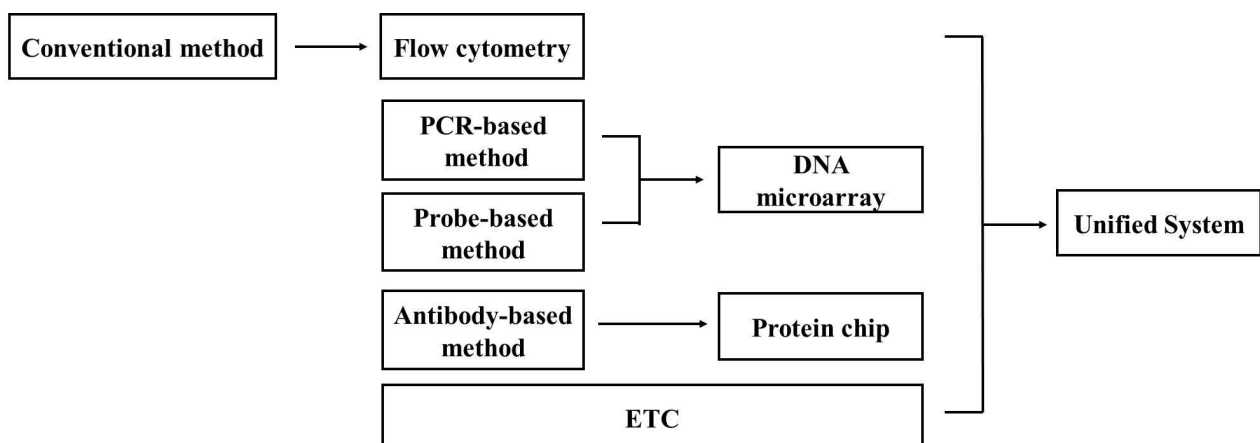 Conventional method
Flow cytometry
PCR-based
method
Probe-based
method
DNA
microarray
Antibody-based
method
Protein chip
ETC
Unified System